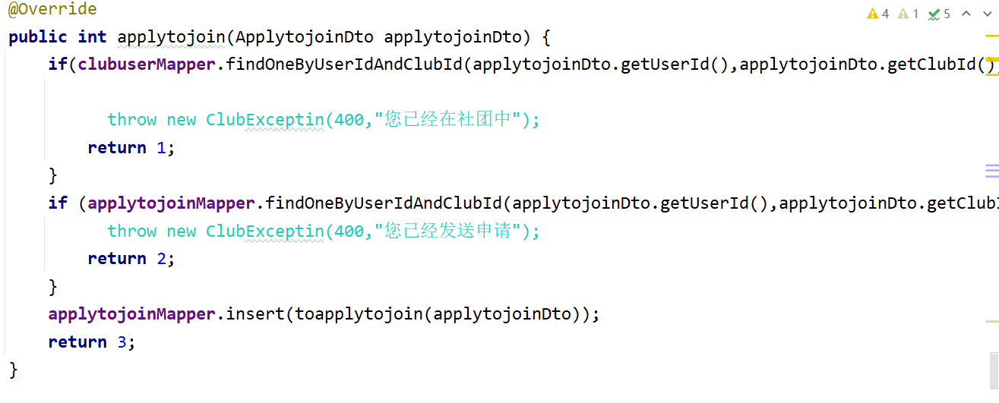 @Override
4 1 5
public int applytojoin(ApplytojoinDto applytojoinDto) {
if(clubuserMapper.findOneByUserIdAndClubId(applytojoinDto.getUserId(),applytojoinDto.getClubId()
throw new ClubExceptin(400,"您已经在社团中");
return 1;
}
if (applytojoinMapper.findOneByUserIdAndClubId(applytojoinDto.getUserId(),applytojoinDto.getClubI
throw new ClubExceptin(400,"您已经发送申请");
return 2;
}
applytojoinMapper.insert(toapplytojoin(applytojoinDto));
return 3;
}